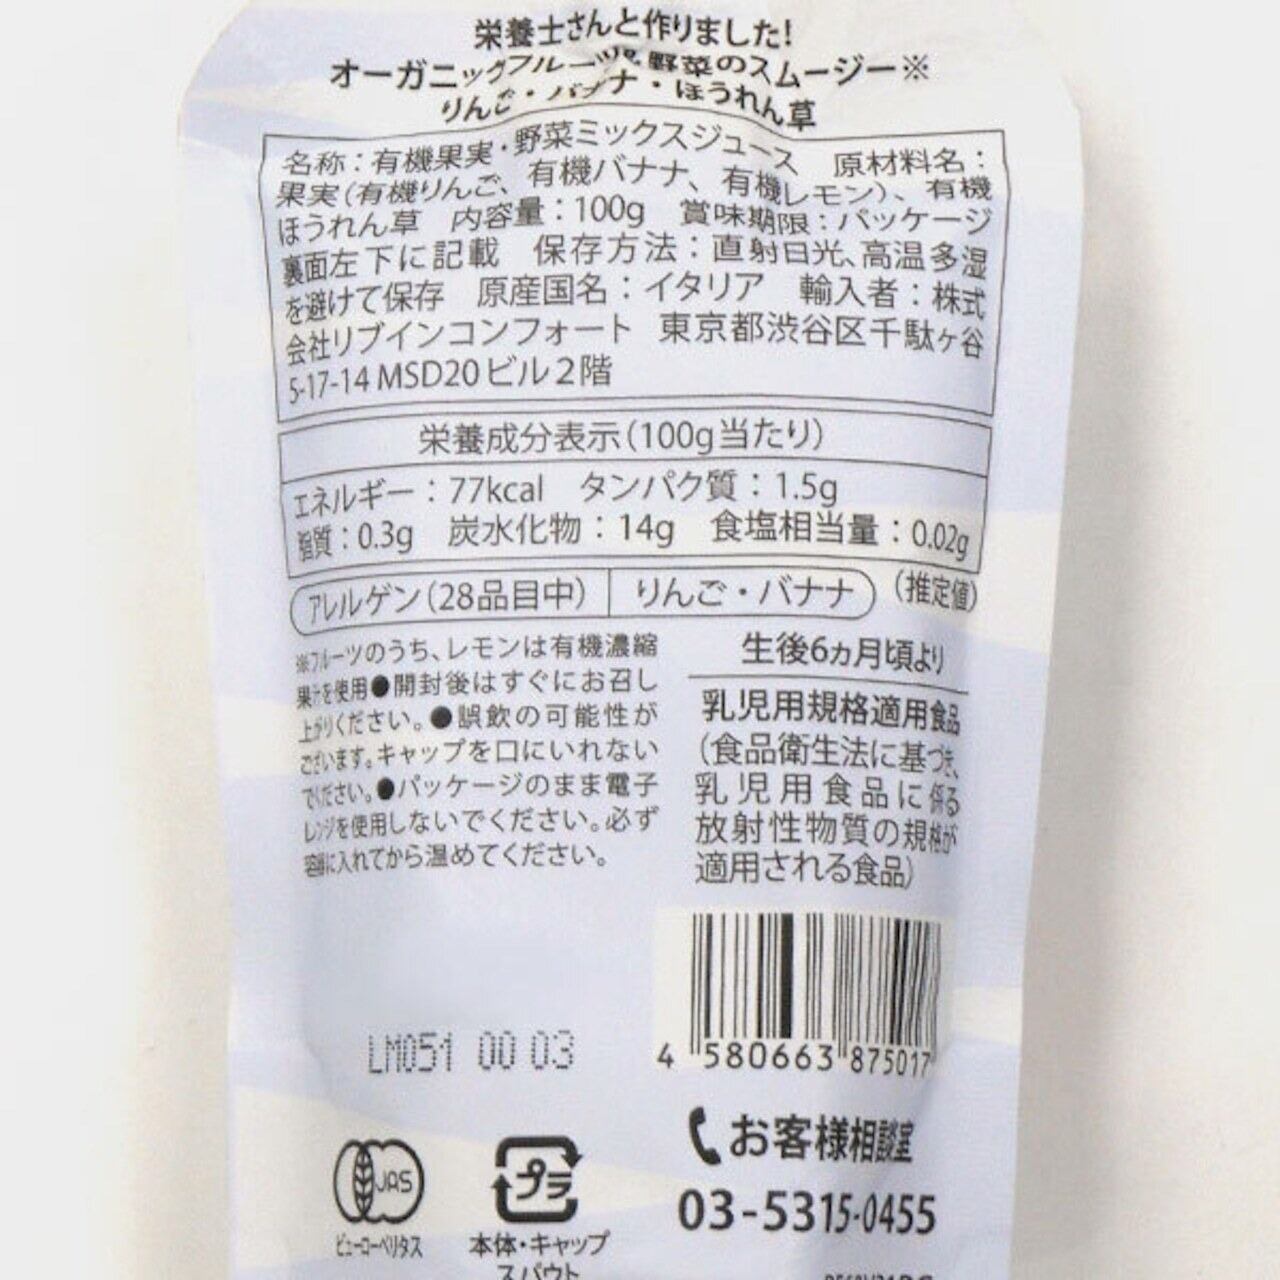 栄養士さんと作りました!
オーガニックフルーツ&野菜のスムージー※
りんご・バナナ・ほうれん草
名称:有機果実・野菜ミックスジュース 原材料名:
果実(有機りんご、有機バナナ、有機レモン)、有機
ほうれん草 内容量:100g 賞味期限:パッケージ
裏面左下に記載 保存方法:直射日光、高温多湿
を避けて保存 原産国名:イタリア 輸入者:株式
会社リブインコンフォート 東京都渋谷区千駄ヶ谷
5-17-14 MSD20ビル2階
栄養成分表示(100g当たり)
エネルギー:77kcal タンパク質:1.5g
脂質:0.3g 炭水化物:14g 食塩相当量:0.02g
(推定値)
アレルゲン(28品目中) りんご・バナナ
※フルーツのうち、レモンは有機濃縮
果汁を使用●開封後はすぐにお召し
上がりください。●誤飲の可能性が
ございます。キャップを口にいれない
でください。●パッケージのまま電子
レンジを使用しないでください。必ず
容器に入れてから温めてください。
生後6ヵ月頃より
乳児用規格適用食品
(食品衛生法に基づき、
乳児用食品に係る
放射性物質の規格が
適用される食品)
4 580663 875017
LM051 00 03
お客様相談室
03-5315-0455
JAS
ビューローベリタス
プラ
本体・キャップ
スパウト